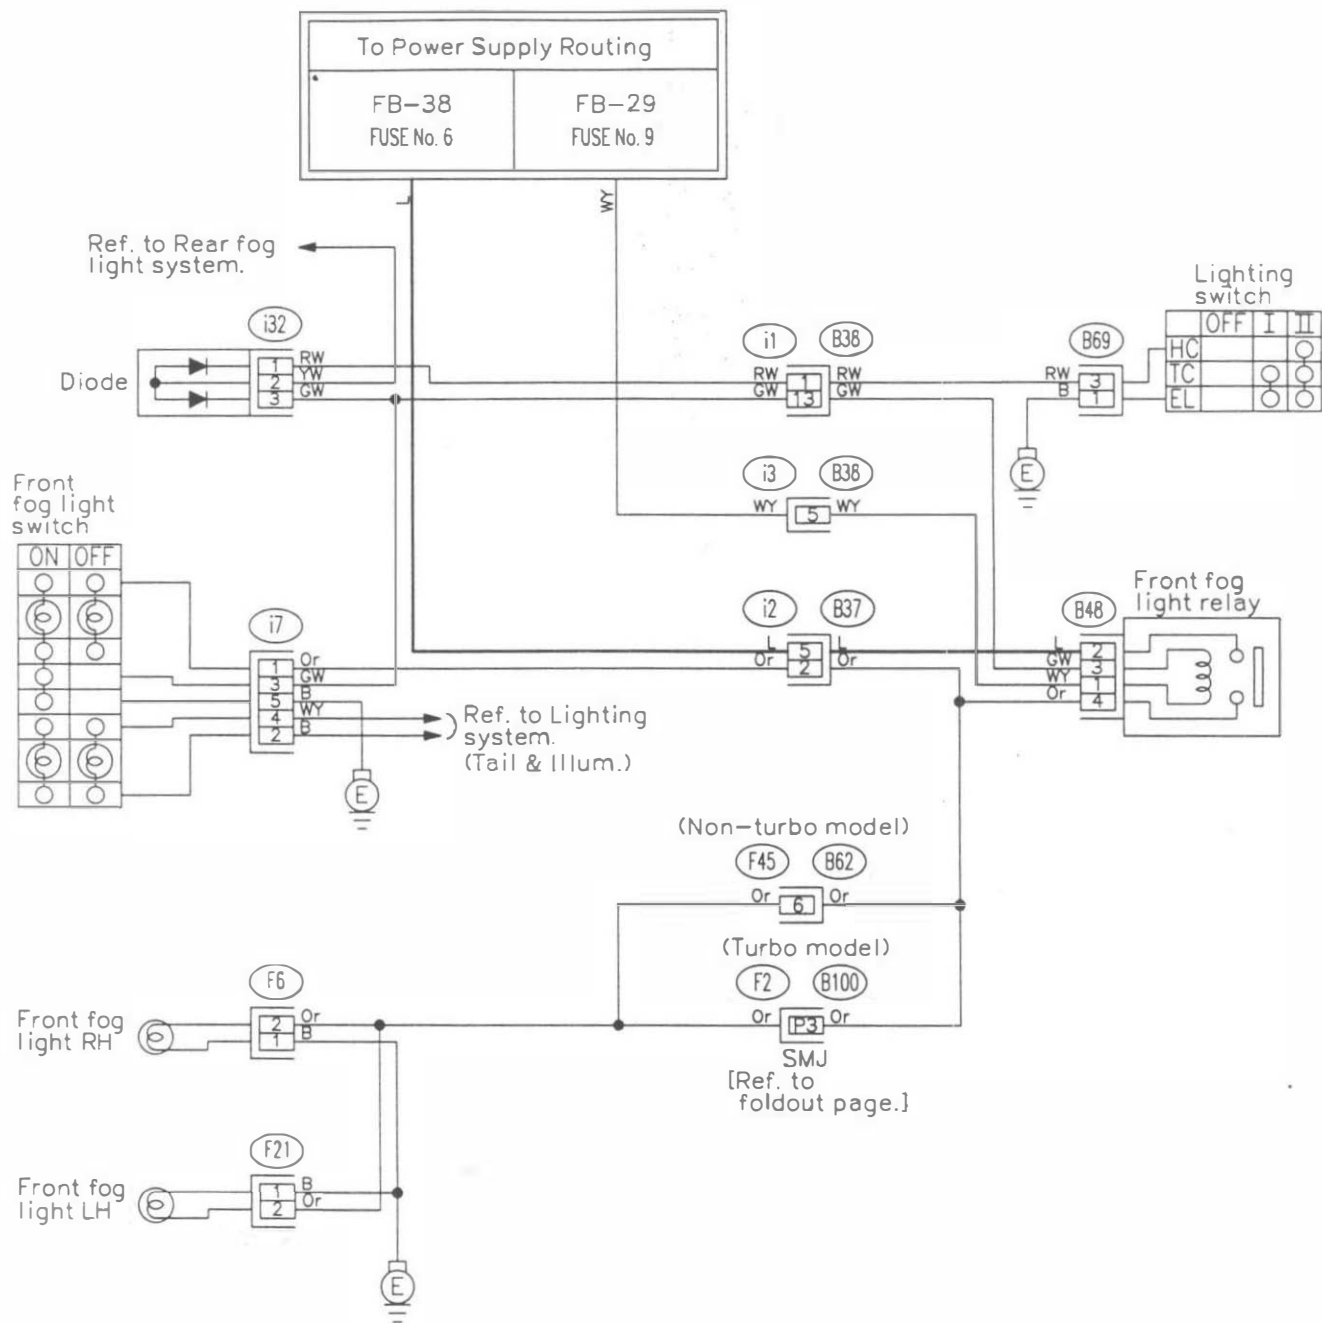 To Power Supply Routing
FB-38
FUSE No. 6
FB-29
FUSE No. 9
L
WY
Ref. to Rear fog
light system.
Lighting
switch
OFF I II
HC
TC
EL
i32
Diode
1 RW
2 YW
3 GW
i1 B38
RW 1 RW
GW 13 GW
B69
RW 3
B 1
E
i3 B38
WY 5 WY
Front
fog light
switch
ON OFF
i7
1 Or
3 GW
5 B
4 WY
2 B
Ref. to Lighting
system.
(Tail & Illum.)
E
i2 B37
L 5 L
Or 2 Or
Front fog
light relay
B48
L 2
GW 3
WY 1
Or 4
(Non-turbo model)
F45 B62
Or 6 Or
(Turbo model)
F2 B100
Or P3 Or
SMJ
[Ref. to
foldout page.]
F6
Front fog
light RH
2 Or
1 B
F21
Front fog
light LH
1 B
2 Or
E